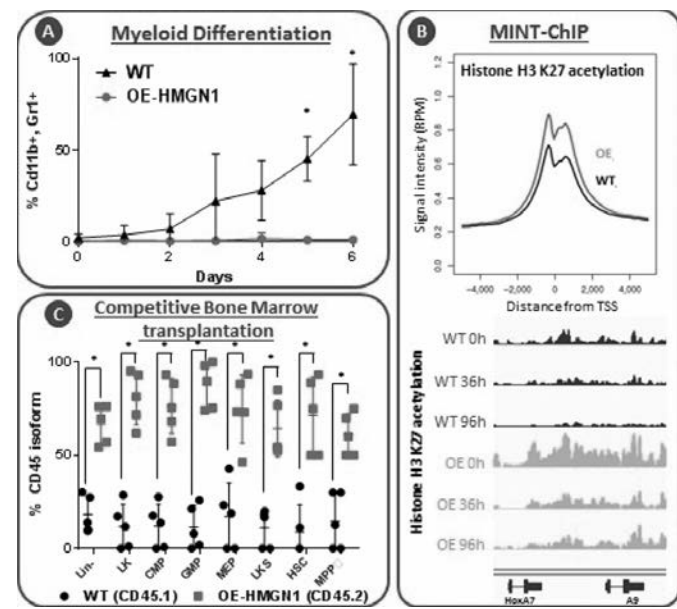 A
Myeloid Differentiation
WT
OE-HMGN1
% Cd11b+, Gr1+
100
50
0
*
*
0
2
4
6
Days
B
MINT-ChIP
Histone H3 K27 acetylation
Signal intensity (RPM)
1.2
1.0
0.8
0.6
0.4
0.2
OE
WT
-4,000
-2,000
0
2,000
4,000
Distance from TSS
Histone H3 K27 acetylation
WT 0h
WT 36h
WT 96h
OE 0h
OE 36h
OE 96h
HoxA7
A9
C
Competitive Bone Marrow
transplantation
% CD45 isoform
100
50
0
* * * * * * * *
Lin-
LK
CMP
GMP
MEP
LKS
HSC
MPP
WT (CD45.1)
OE-HMGN1 (CD45.2)